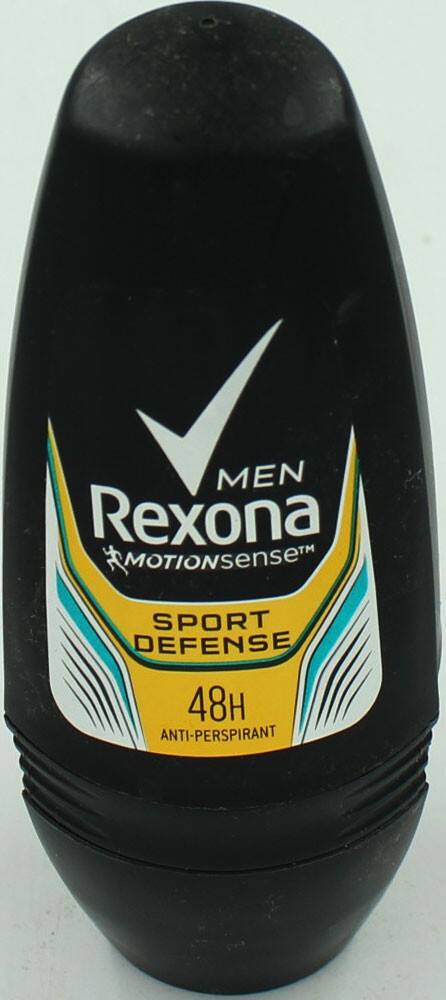 MEN
Rexona
MOTIONsense™
SPORT
DEFENSE
48H
ANTI-PERSPIRANT